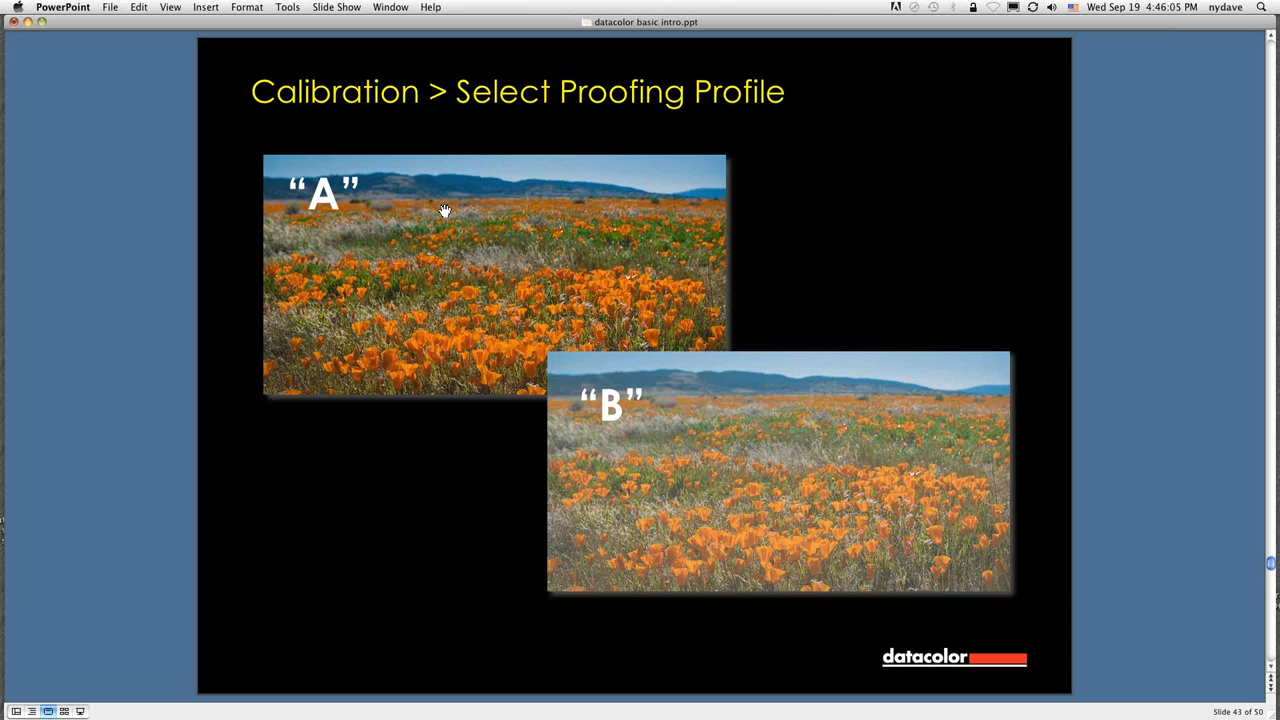 PowerPoint File Edit View Insert Format Tools Slide Show Window Help Wed Sep 19 4:46:05 PM nydave
datacolor basic intro.ppt
Calibration > Select Proofing Profile
“A”
“B”
datacolor
Slide 43 of 50